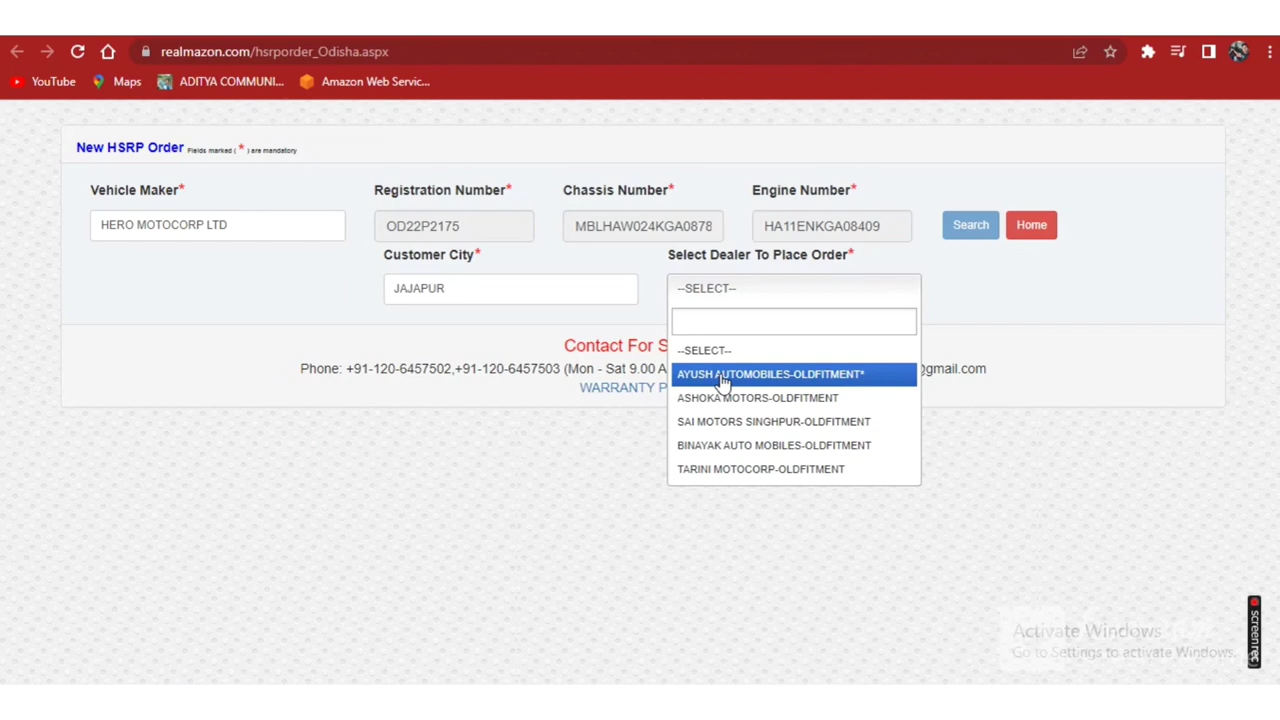 realmazon.com/hsrporder_Odisha.aspx
YouTube Maps ADITYA COMMUNI... Amazon Web Servic...
New HSRP Order Fields marked ( * ) are mandatory
Vehicle Maker* Registration Number* Chassis Number* Engine Number*
HERO MOTOCORP LTD OD22P2175 MBLHAW024KGA0878 HA11ENKGA08409 Search Home
Customer City* Select Dealer To Place Order*
JAJAPUR --SELECT--
Contact For S
--SELECT--
Phone: +91-120-6457502,+91-120-6457503 (Mon - Sat 9.00 A @gmail.com
AYUSH AUTOMOBILES-OLDFITMENT*
WARRANTY P
ASHOKA MOTORS-OLDFITMENT
SAI MOTORS SINGHPUR-OLDFITMENT
BINAYAK AUTO MOBILES-OLDFITMENT
TARINI MOTOCORP-OLDFITMENT
Activate Windows
Go to Settings to activate Windows.
screenrec